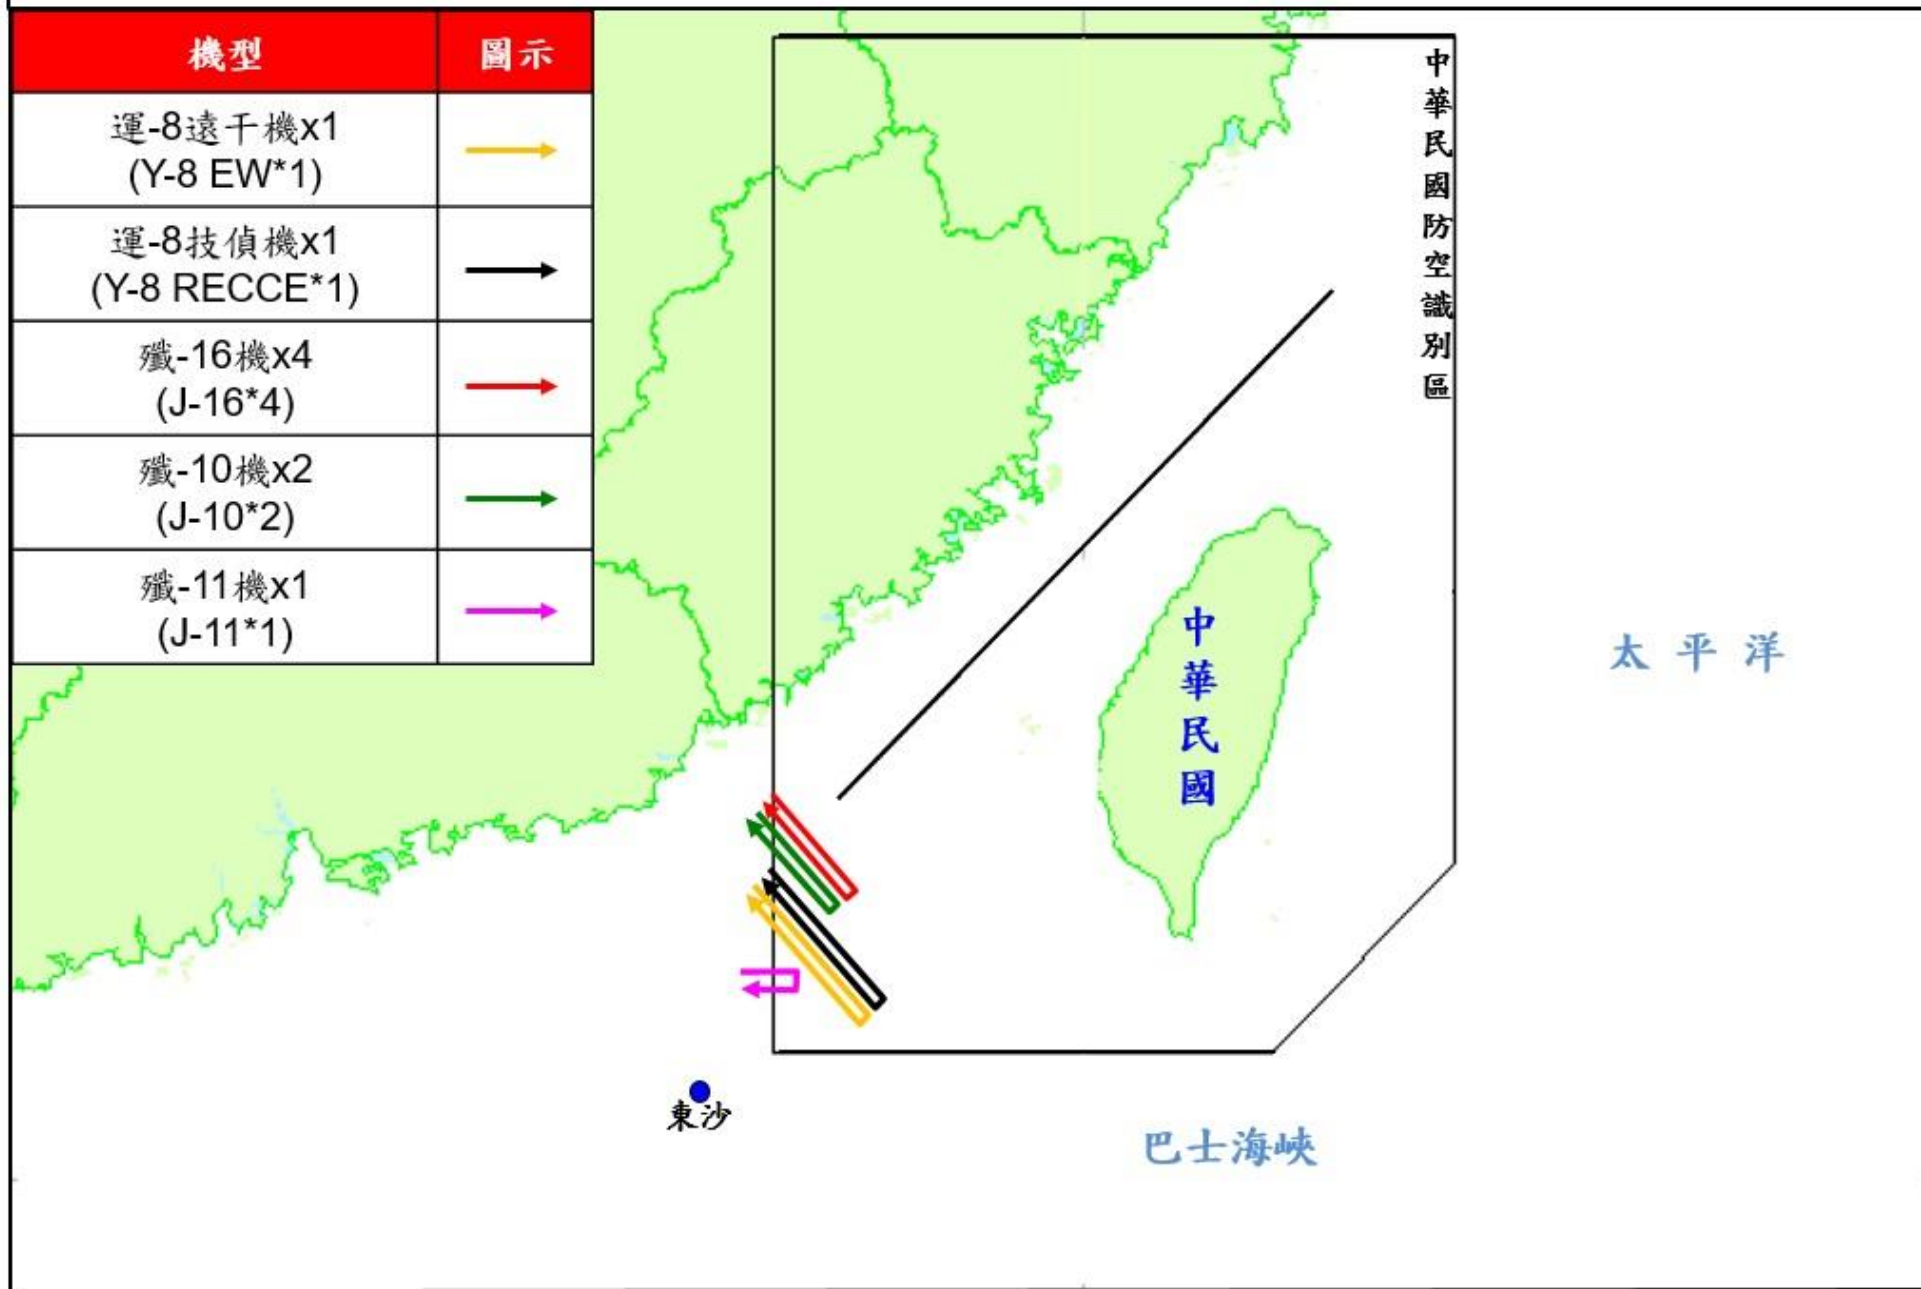 機型
圖示
運-8遠干機x1
(Y-8 EW*1)
運-8技偵機x1
(Y-8 RECCE*1)
殲-16機x4
(J-16*4)
殲-10機x2
(J-10*2)
殲-11機x1
(J-11*1)
中華民國防空識別區
中華民國
太平洋
東沙
巴士海峽